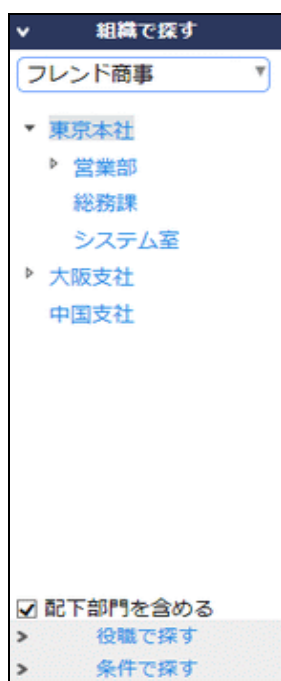 組織で探す
フレンド商事
東京本社
営業部
総務課
システム室
大阪支社
中国支社
配下部門を含める
役職で探す
条件で探す